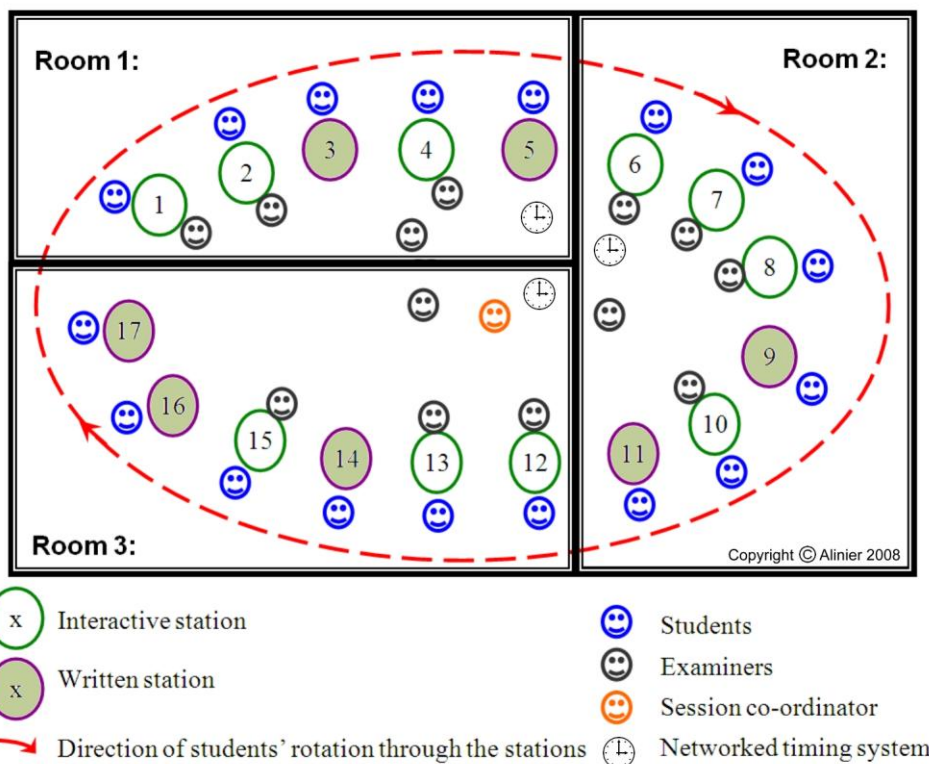 Room 1:
Room 2:
1
2
3
4
5
6
7
8
9
10
11
12
13
14
15
16
17
Room 3:
Copyright © Alinier 2008
x Interactive station
x Written station
Direction of students' rotation through the stations
Students
Examiners
Session co-ordinator
Networked timing system